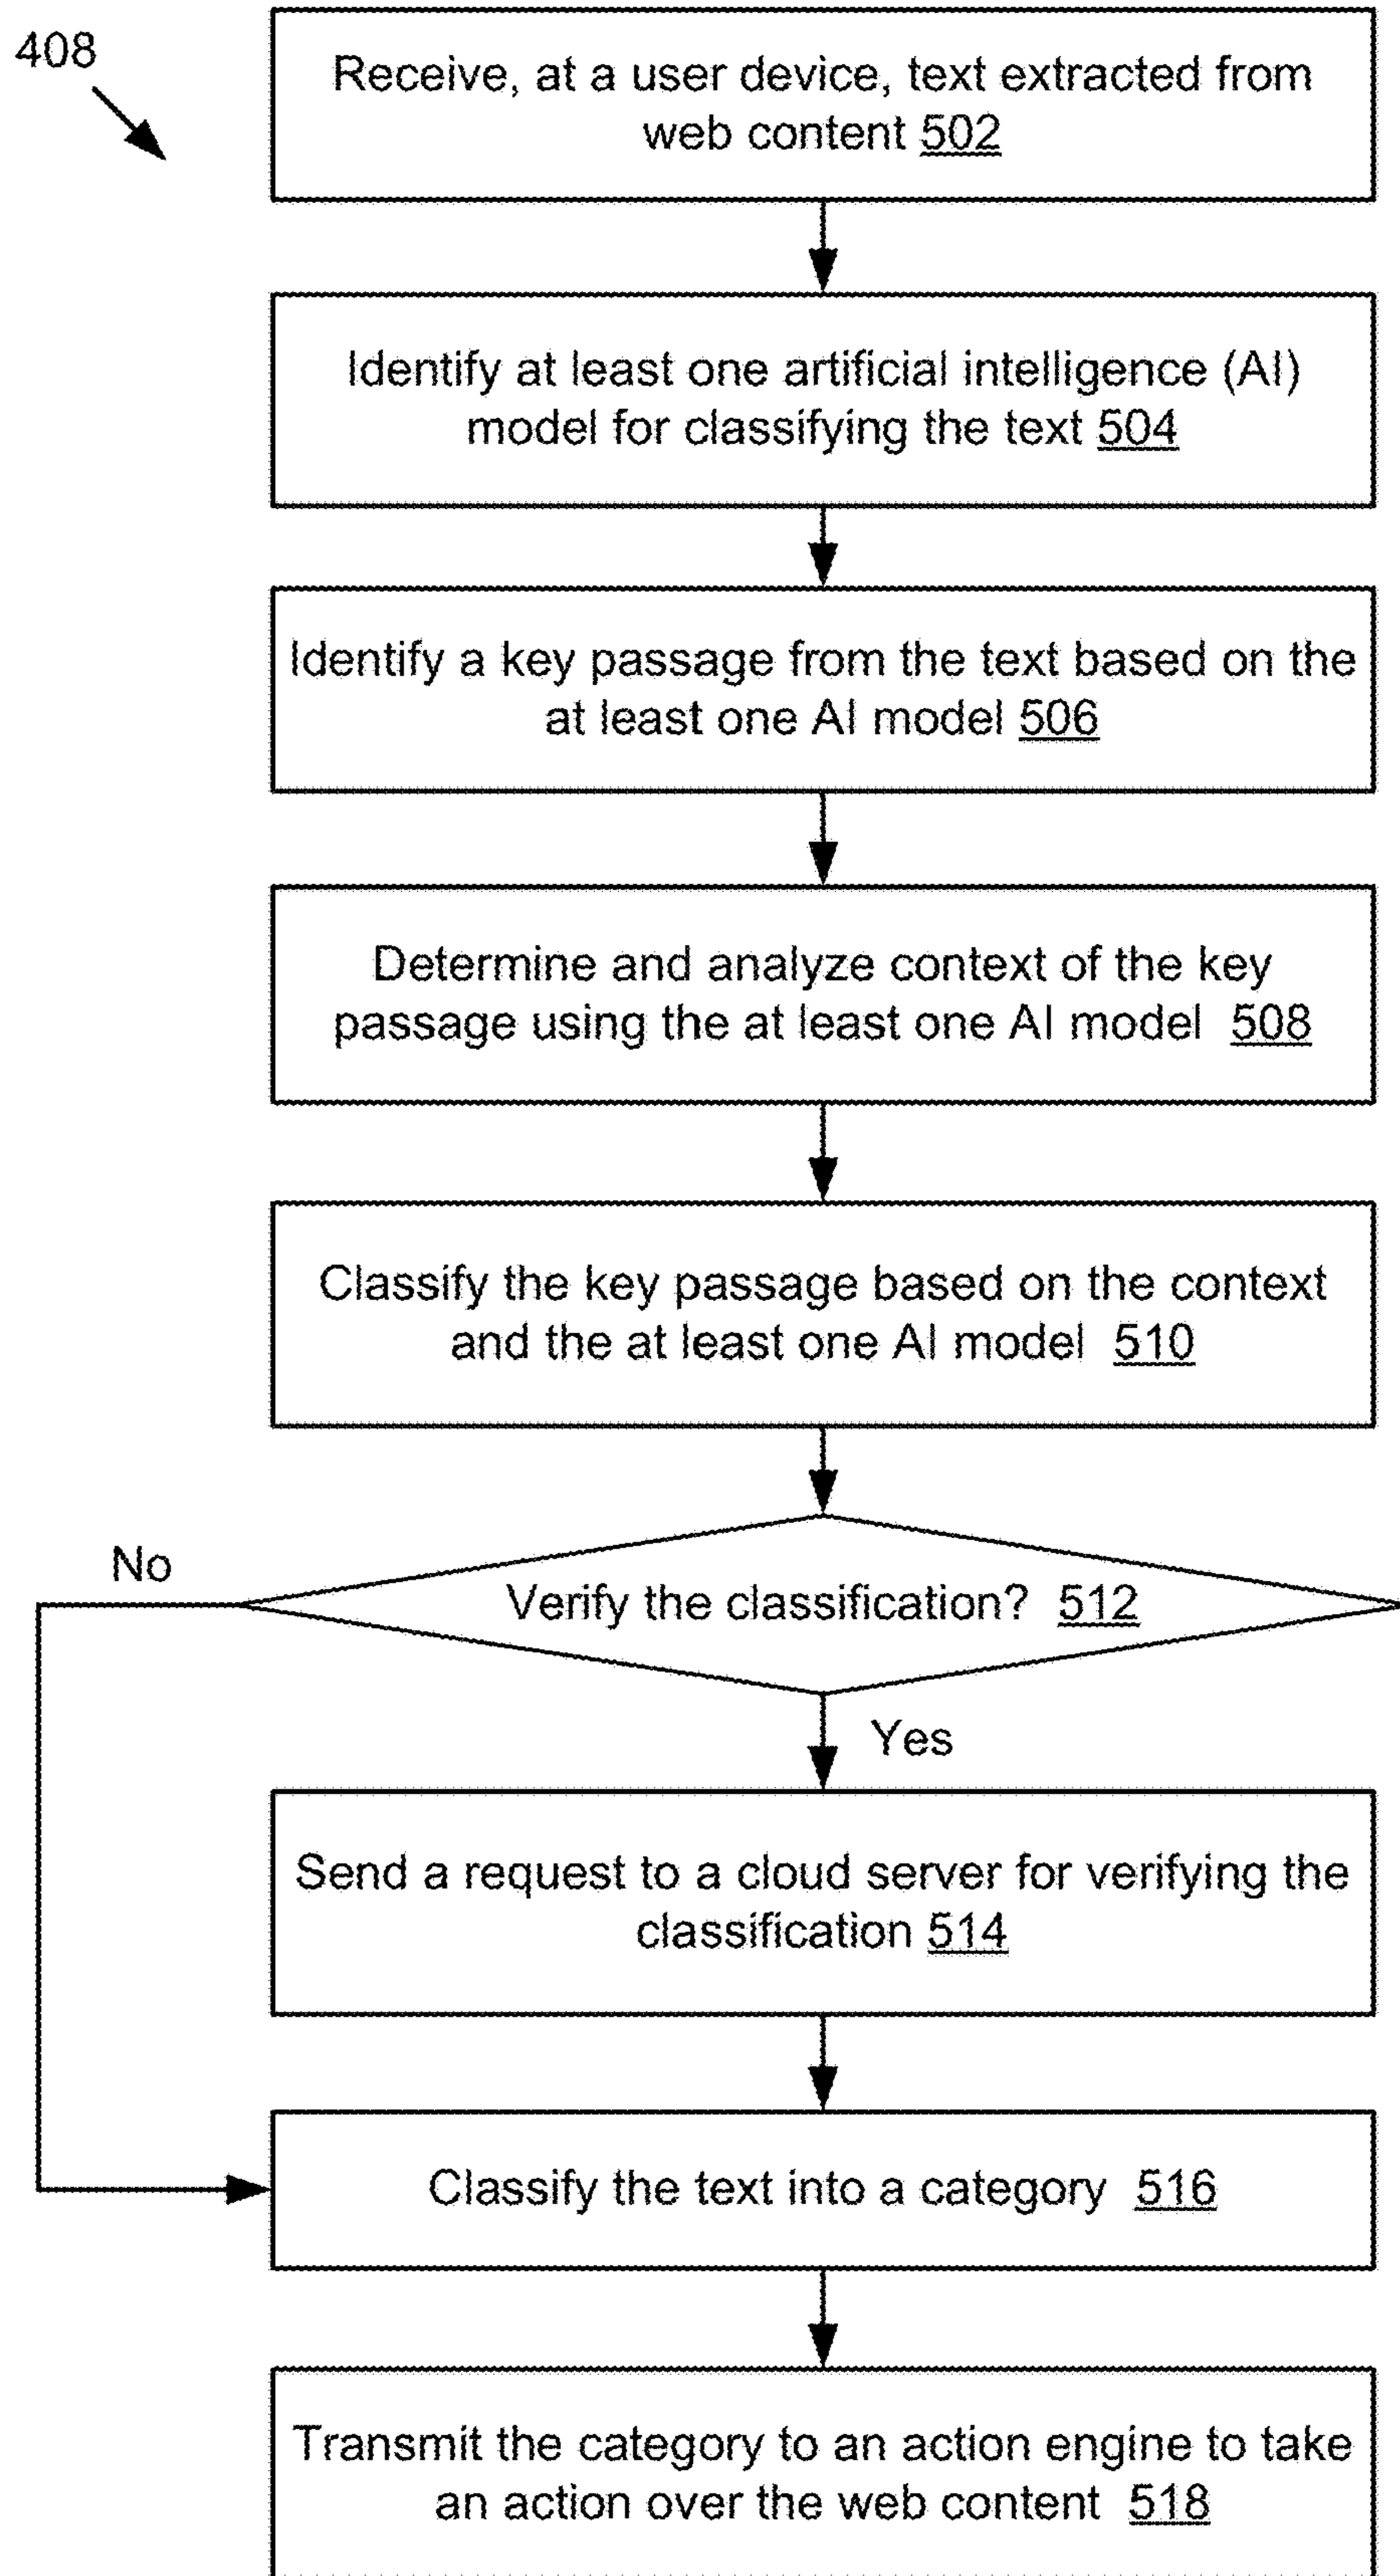 408
Receive, at a user device, text extracted from
web content 502
Identify at least one artificial intelligence (AI)
model for classifying the text 504
Identify a key passage from the text based on the
at least one AI model 506
Determine and analyze context of the key
passage using the at least one AI model 508
Classify the key passage based on the context
and the at least one AI model 510
No
Verify the classification? 512
Yes
Send a request to a cloud server for verifying the
classification 514
Classify the text into a category 516
Transmit the category to an action engine to take
an action over the web content 518